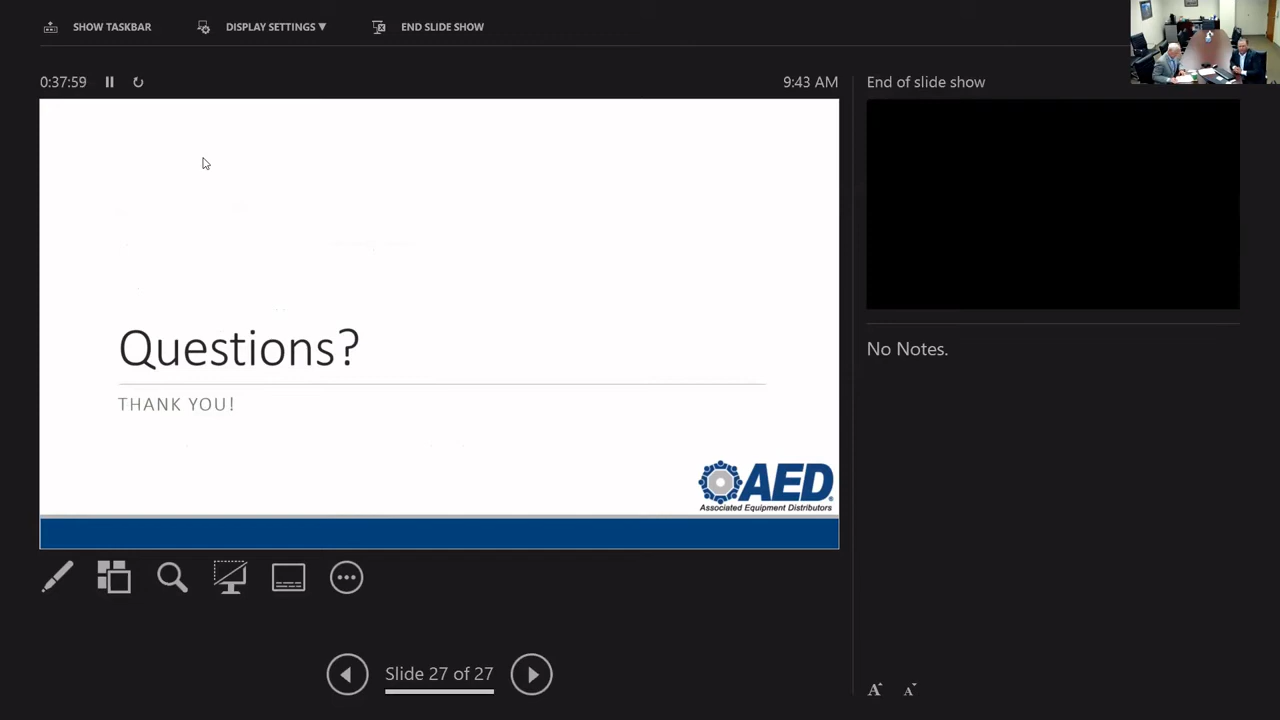 SHOW TASKBAR
DISPLAY SETTINGS ▼
END SLIDE SHOW
0:37:59
9:43 AM
End of slide show
Questions?
THANK YOU!
AED
Associated Equipment Distributors
No Notes.
Slide 27 of 27
A A